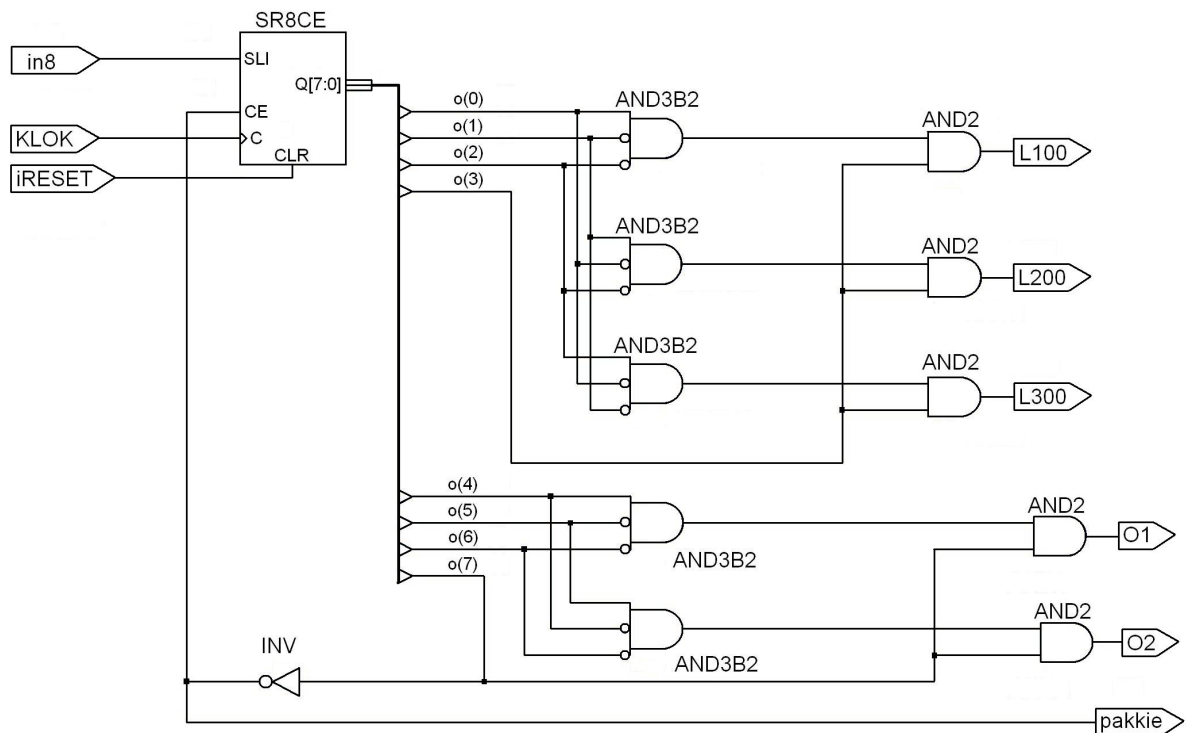 SR8CE
in8
SLI
Q[7:0]
CE
KLOK
C
CLR
iRESET
o(0)
o(1)
o(2)
o(3)
AND3B2
AND2
L100
AND3B2
AND2
L200
AND3B2
AND2
L300
o(4)
o(5)
o(6)
o(7)
AND3B2
AND2
O1
AND3B2
AND2
O2
INV
pakkie